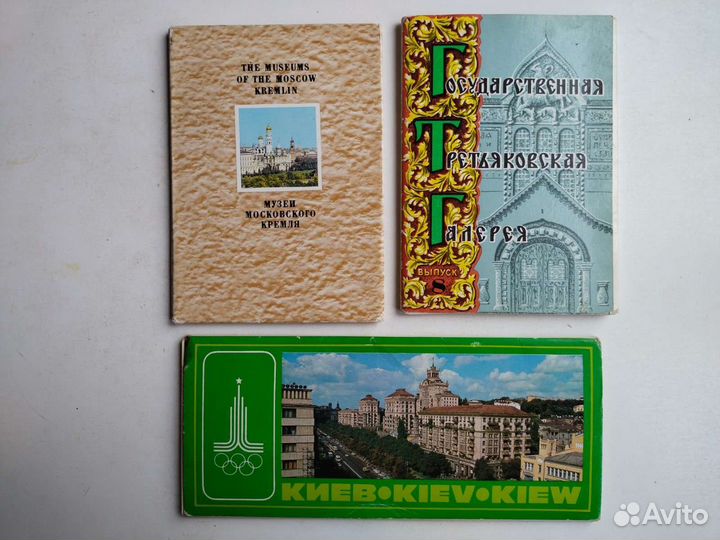 THE MUSEUMS
OF THE MOSCOW
KREMLIN
МУЗЕИ
МОСКОВСКОГО
КРЕМЛЯ
ГОСУДАРСТВЕННАЯ
ТРЕТЬЯКОВСКАЯ
ГАЛЕРЕЯ
ВЫПУСК
8
КИЕВ•KIEV•KIEW
Avito